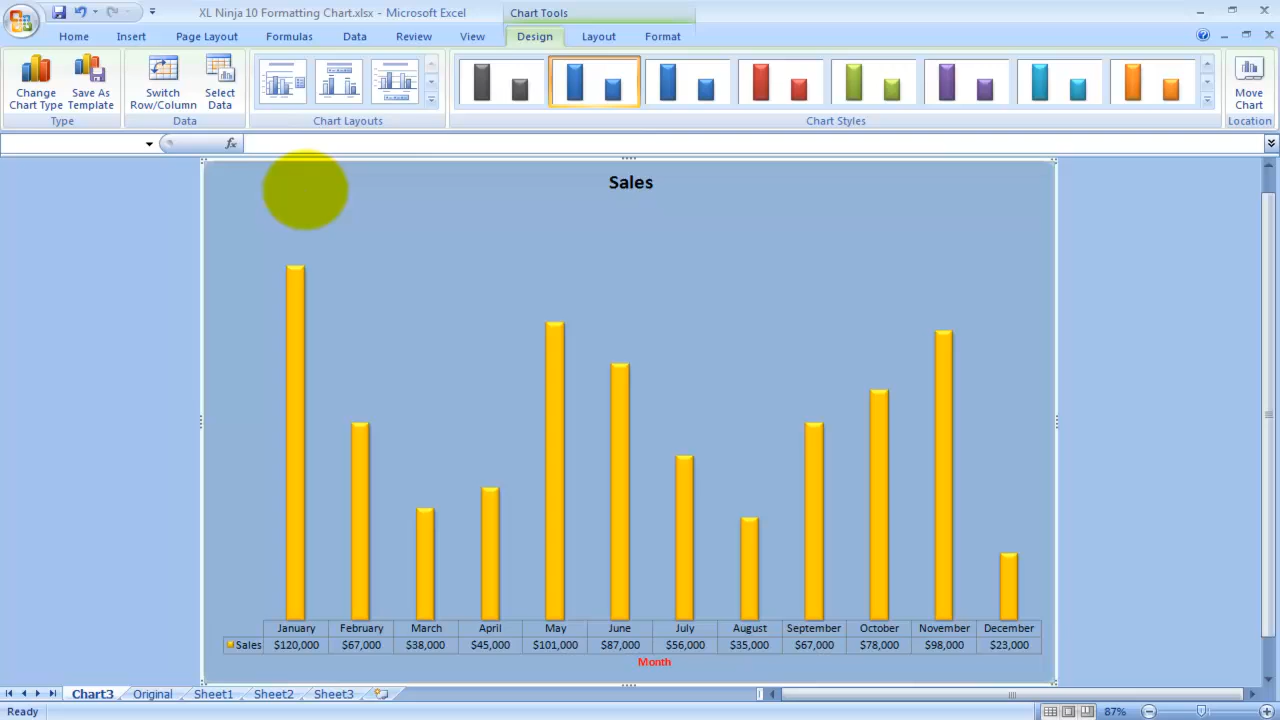 XL Ninja 10 Formatting Chart.xlsx - Microsoft Excel
Chart Tools
Home Insert Page Layout Formulas Data Review View Design Layout Format
Change Chart Type
Save As Template
Switch Row/Column
Select Data
Move Chart
Type Data Chart Layouts Chart Styles Location
fx
Sales
January February March April May June July August September October November December
Sales $120,000 $67,000 $38,000 $45,000 $101,000 $87,000 $56,000 $35,000 $67,000 $78,000 $98,000 $23,000
Month
Chart3 Original Sheet1 Sheet2 Sheet3
Ready 87%